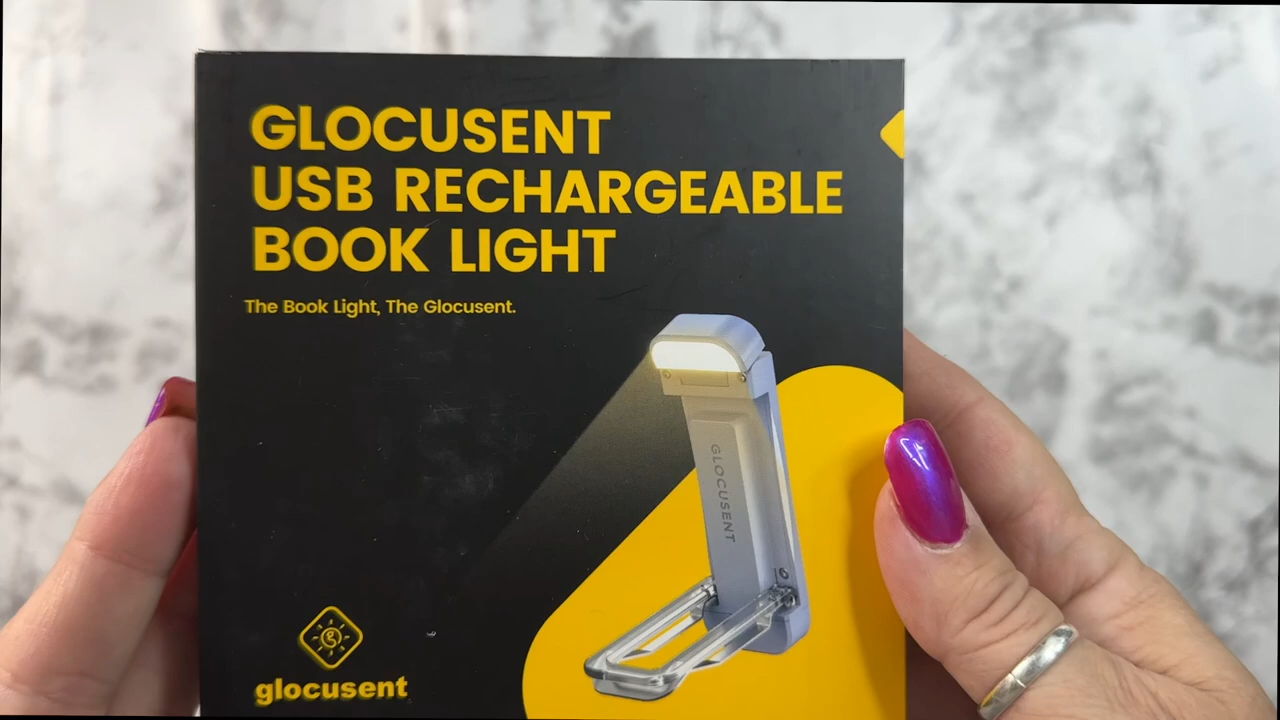 GLOCUSENT
USB RECHARGEABLE
BOOK LIGHT
The Book Light, The Glocusent.
GLOCUSENT
glocusent